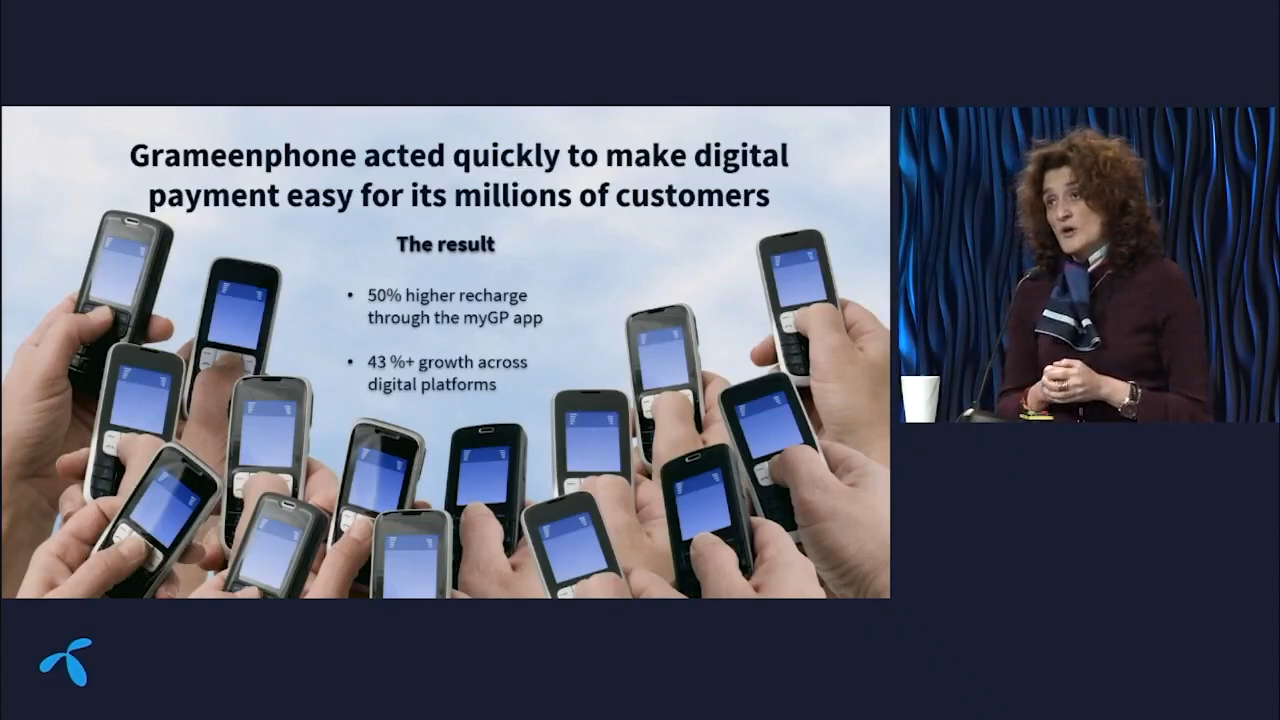 Grameenphone acted quickly to make digital
payment easy for its millions of customers
The result
• 50% higher recharge
through the myGP app
• 43 %+ growth across
digital platforms